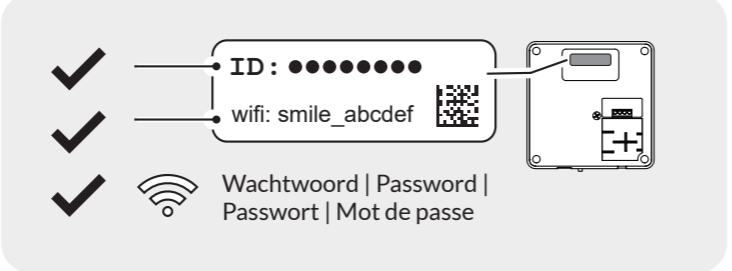 ID: ●●●●●●●●
wifi: smile_abcdef
Wachtwoord | Password |
Passwort | Mot de passe